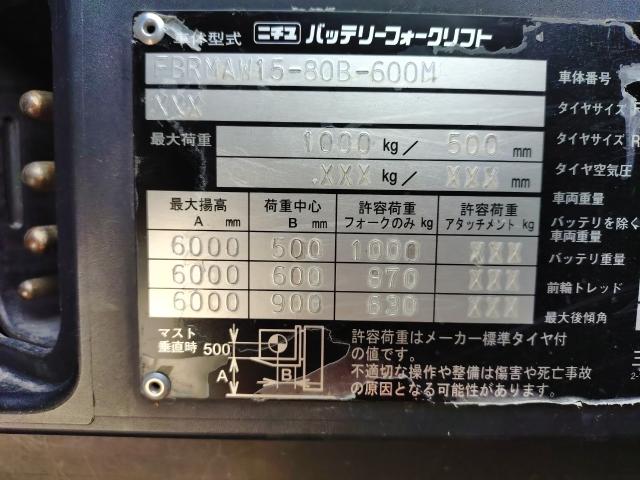 車体型式 ニチユ バッテリーフォークリフト
FBRMAW15-80B-600M
XXX
最大荷重 1000 kg/ 500 mm
.XXX kg/ XXX mm
最大揚高 A mm 荷重中心 B mm 許容荷重 フォークのみ kg 許容荷重 アタッチメント kg
6000 500 1000 XXX
6000 600 870 XXX
6000 900 630 XXX
マスト
垂直時 500
A
B
許容荷重はメーカー標準タイヤ付
の値です。
不適切な操作や整備は傷害や死亡事故
の原因となる可能性があります。
車体番号
タイヤサイズ F
タイヤサイズ R
タイヤ空気圧
車両重量
バッテリを除く
車両重量
バッテリ重量
前輪トレッド
最大後傾角